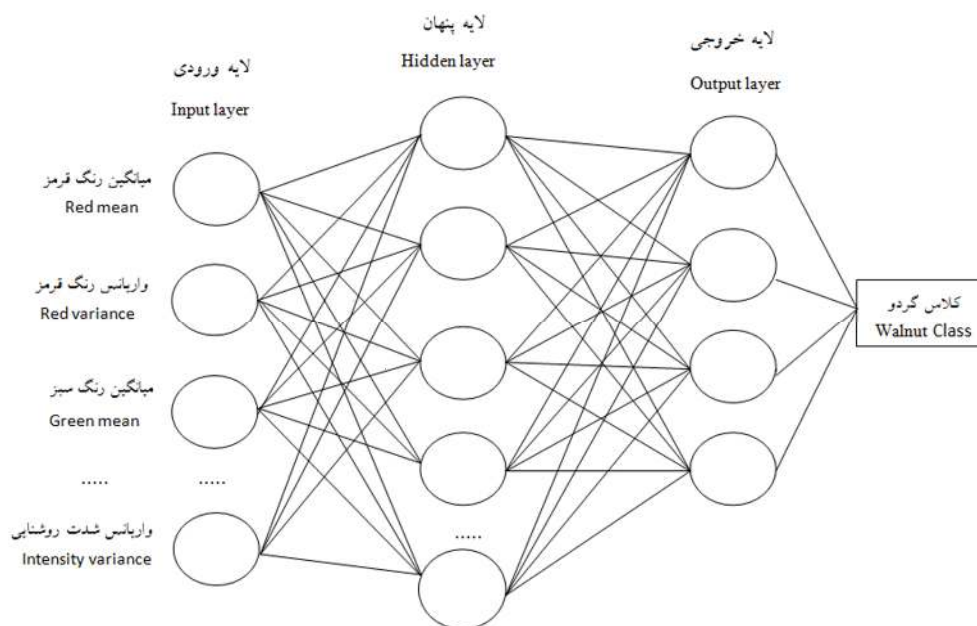 لایه ورودی
Input layer
لایه پنهان
Hidden layer
لایه خروجی
Output layer
میانگین رنگ قرمز
Red mean
واریانس رنگ قرمز
Red variance
میانگین رنگ سبز
Green mean
..... .....
واریانس شدت روشنایی
Intensity variance
.....
کلاس گردو
Walnut Class